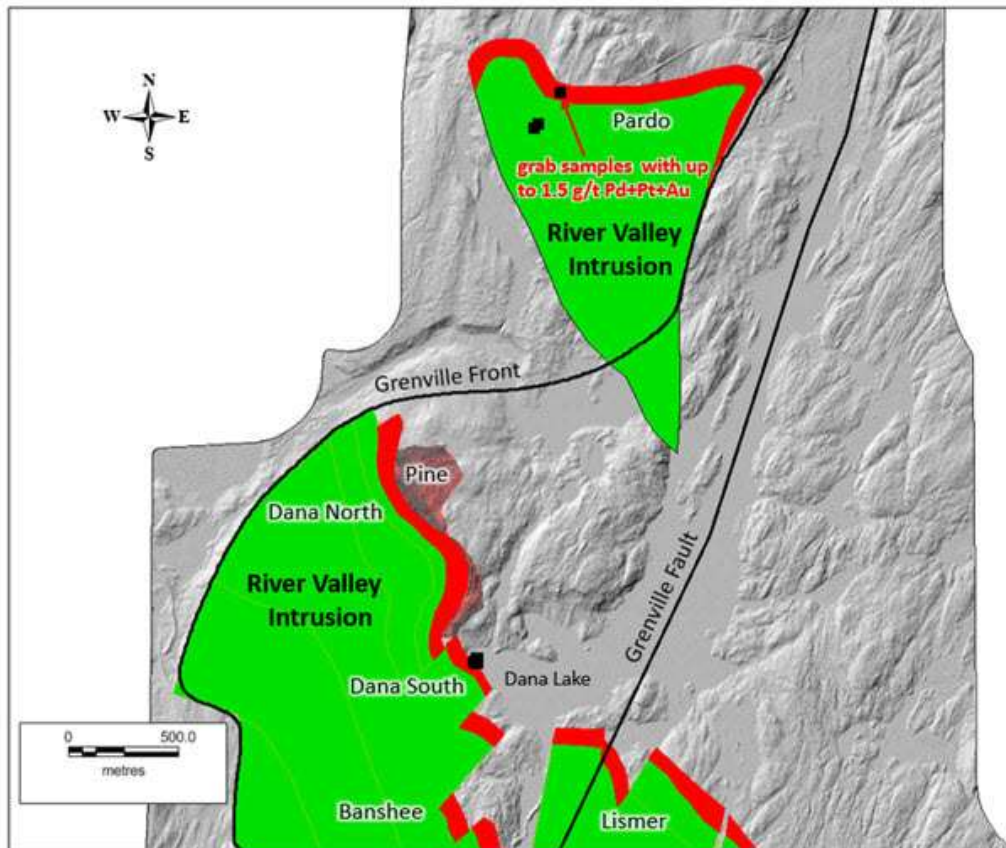 N
W E
S
Pardo
grab samples with up
to 1.5 g/t Pd+Pt+Au
River Valley
Intrusion
Grenville Front
Pine
Dana North
River Valley
Intrusion
Grenville Fault
Dana South
Dana Lake
0 500.0
metres
Banshee
Lismer